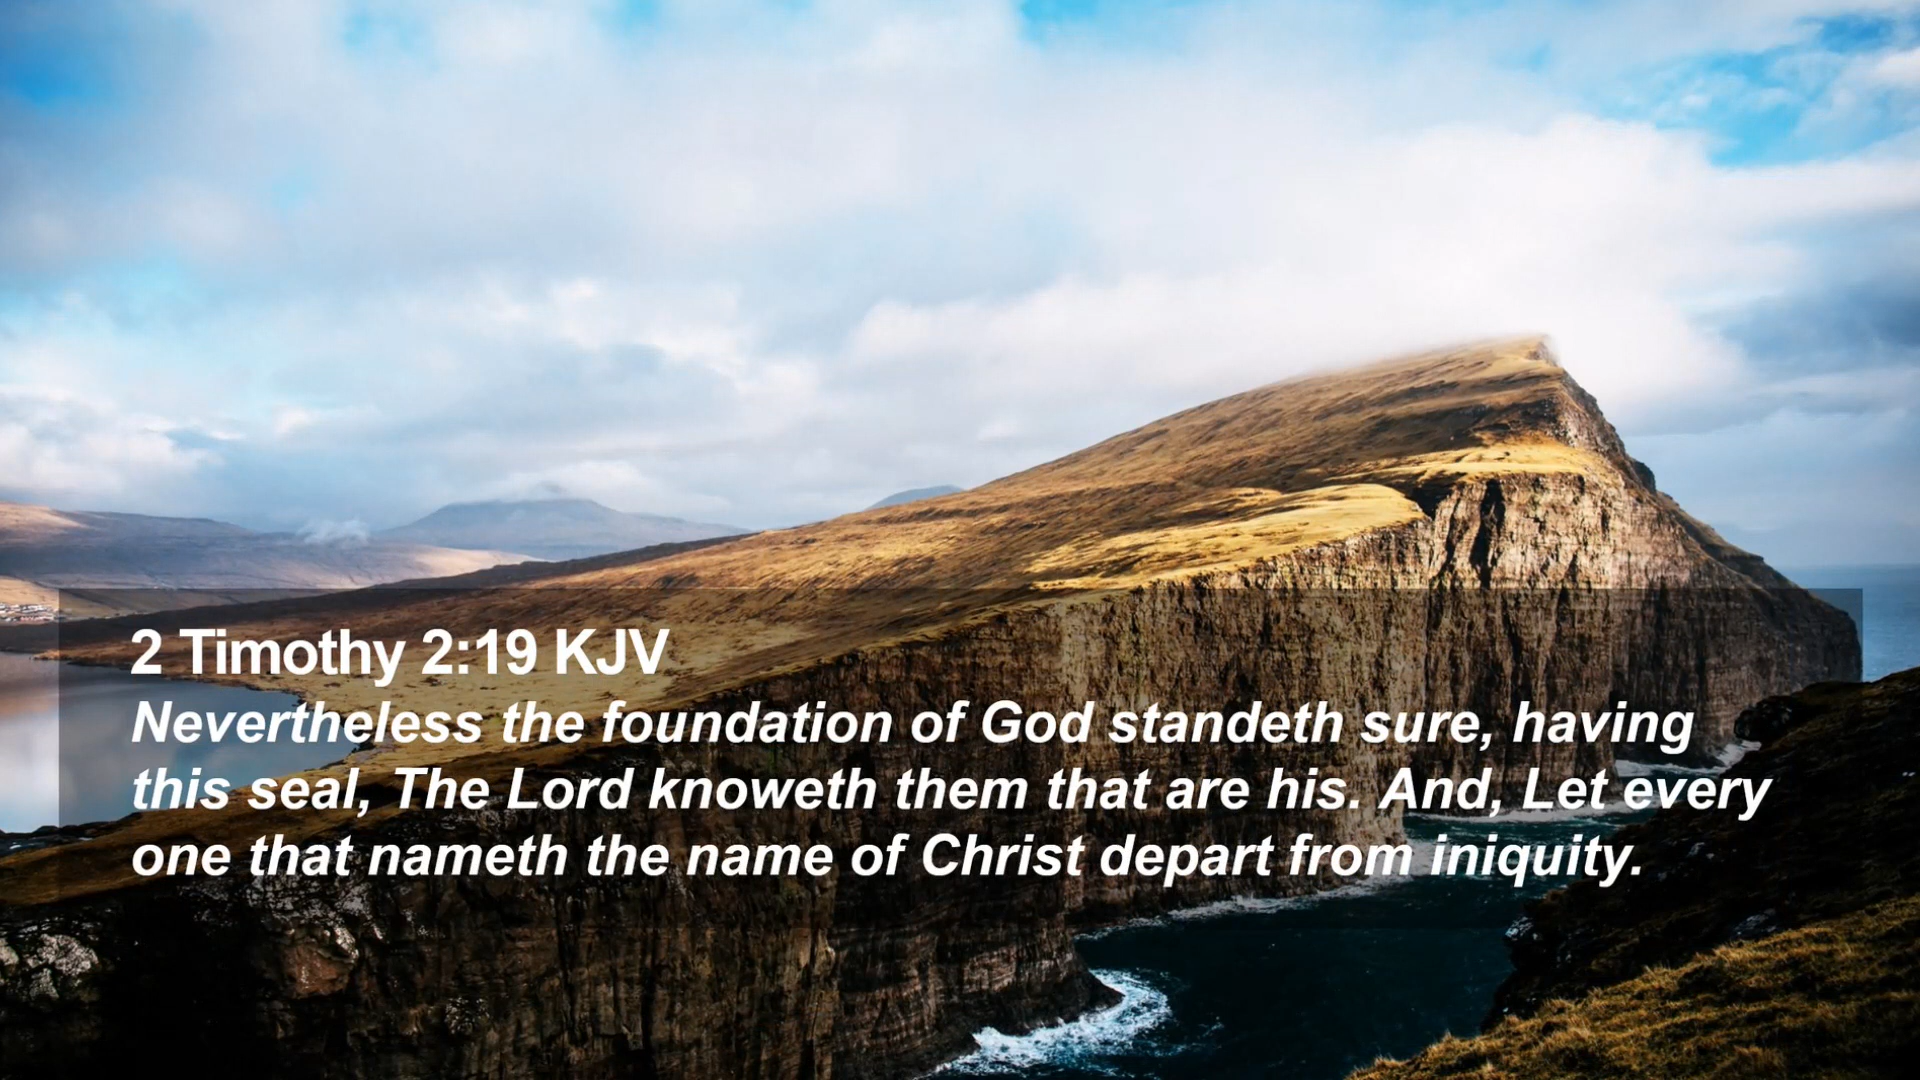 2 Timothy 2:19 KJV
Nevertheless the foundation of God standeth sure, having
this seal, The Lord knoweth them that are his. And, Let every
one that nameth the name of Christ depart from iniquity.